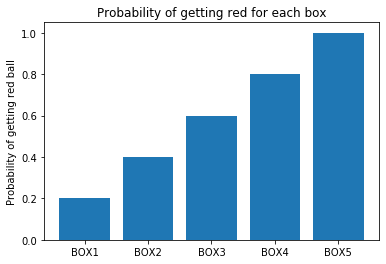 Probability of getting red for each box
Probability of getting red ball
1.0
0.8
0.6
0.4
0.2
0.0
BOX1 BOX2 BOX3 BOX4 BOX5